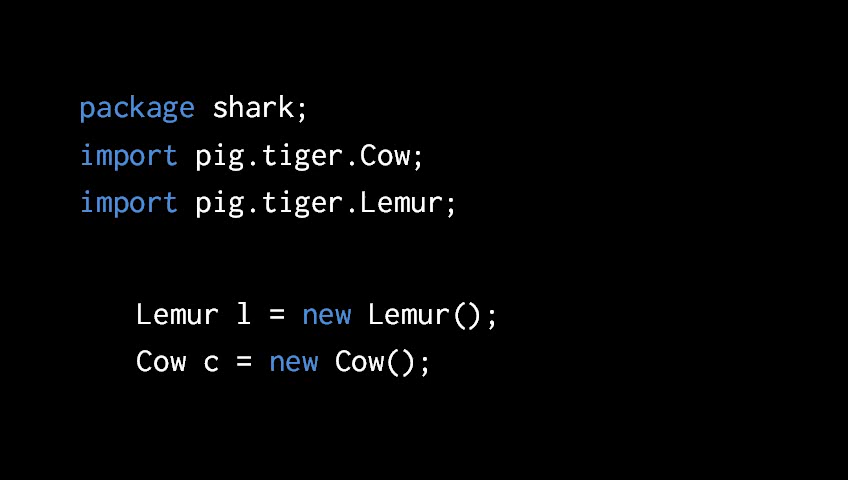 package shark;
import pig.tiger.Cow;
import pig.tiger.Lemur;
Lemur l = new Lemur();
Cow c = new Cow();